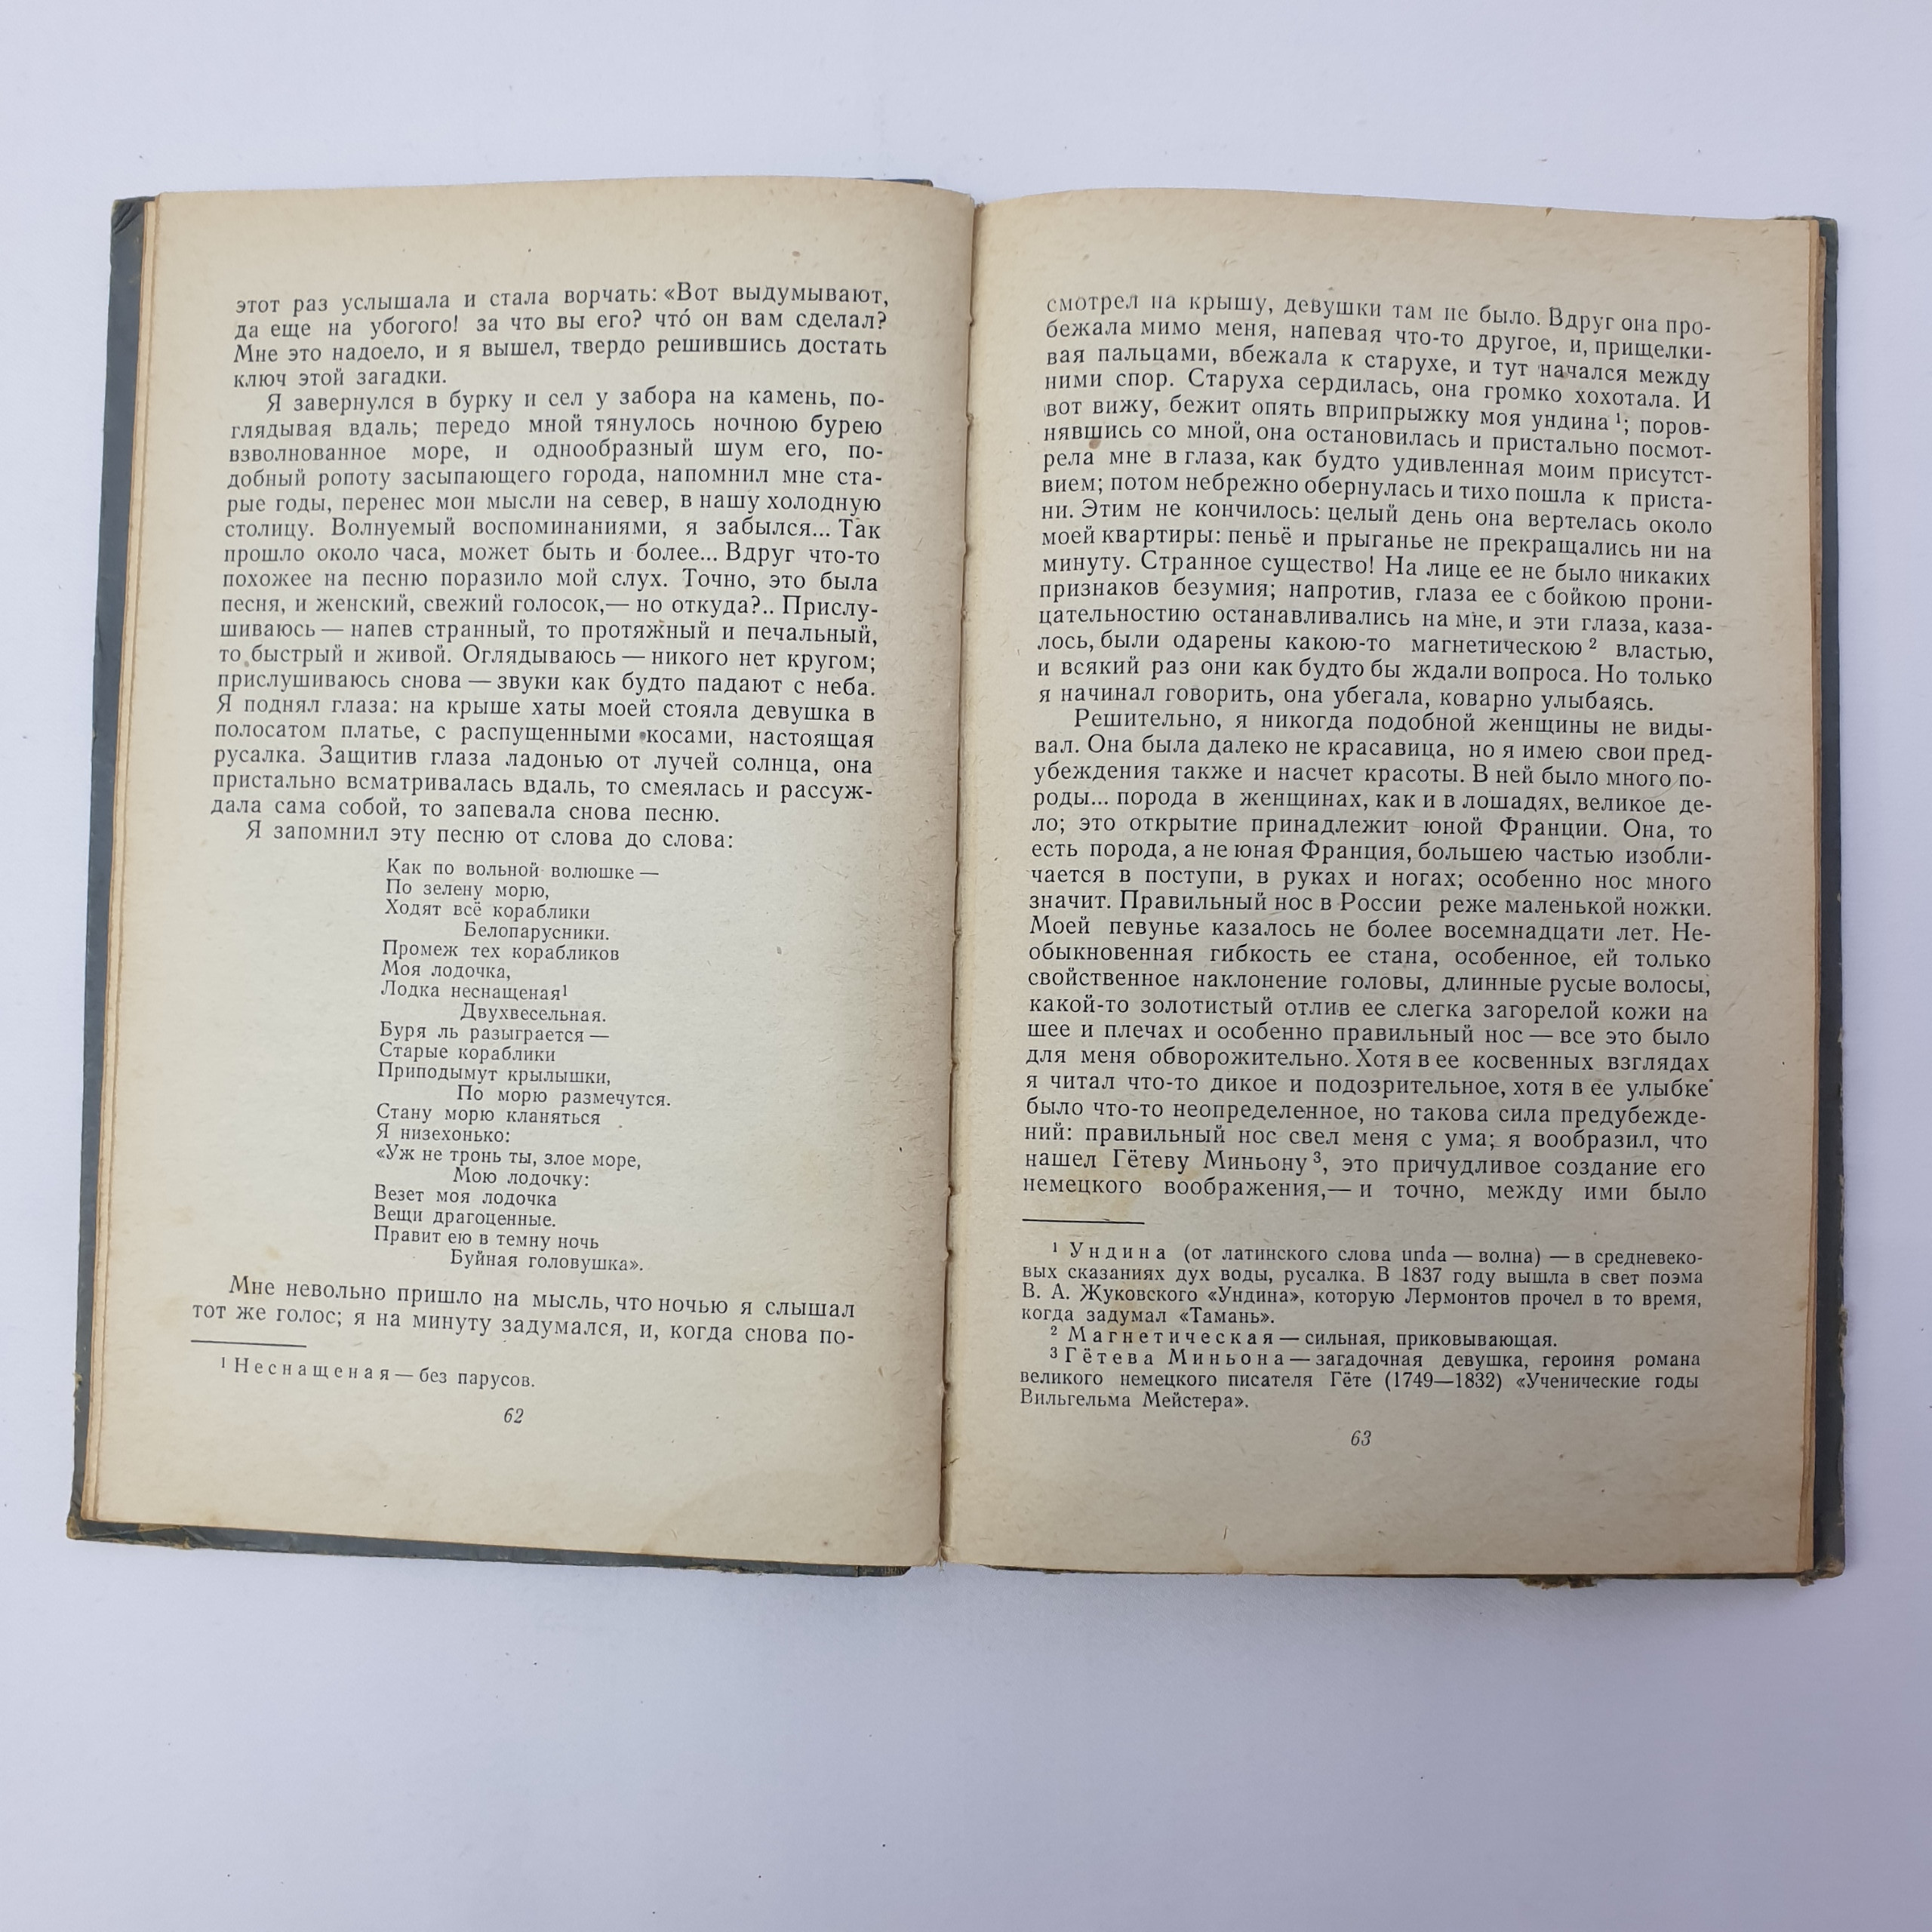 этот раз услышала и стала ворчать: «Вот выдумывают,
да еще на убогого! за что вы его? что́ он вам сделал?
Мне это надоело, и я вышел, твердо решившись достать
ключ этой загадки.
Я завернулся в бурку и сел у забора на камень, по-
глядывая вдаль; передо мной тянулось ночною бурею
взволнованное море, и однообразный шум его, по-
добный ропоту засыпающего города, напомнил мне ста-
рые годы, перенес мои мысли на север, в нашу холодную
столицу. Волнуемый воспоминаниями, я забылся... Так
прошло около часа, может быть и более... Вдруг что-то
похожее на песню поразило мой слух. Точно, это была
песня, и женский, свежий голосок,— но откуда?.. Прислу-
шиваюсь — напев странный, то протяжный и печальный,
то быстрый и живой. Оглядываюсь — никого нет кругом;
прислушиваюсь снова — звуки как будто падают с неба.
Я поднял глаза: на крыше хаты моей стояла девушка в
полосатом платье, с распущенными косами, настоящая
русалка. Защитив глаза ладонью от лучей солнца, она
пристально всматривалась вдаль, то смеялась и рассуж-
дала сама собой, то запевала снова песню.
Я запомнил эту песню от слова до слова:
Как по вольной волюшке —
По зелену морю,
Ходят всё кораблики
Белопарусники.
Промеж тех корабликов
Моя лодочка,
Лодка неснащеная¹
Двухвесельная.
Буря ль разыграется —
Старые кораблики
Приподымут крылышки,
По морю размечутся.
Стану морю кланяться
Я низехонько:
«Уж не тронь ты, злое море,
Мою лодочку:
Везет моя лодочка
Вещи драгоценные.
Правит ею в темну ночь
Буйная головушка».
Мне невольно пришло на мысль, что ночью я слышал
тот же голос; я на минуту задумался, и, когда снова по-
¹ Неснащеная — без парусов.
62
смотрел на крышу, девушки там не было. Вдруг она про-
бежала мимо меня, напевая что-то другое, и, прищелки-
вая пальцами, вбежала к старухе, и тут начался между
ними спор. Старуха сердилась, она громко хохотала. И
вот вижу, бежит опять вприпрыжку моя ундина ¹; поров-
нявшись со мной, она остановилась и пристально посмот-
рела мне в глаза, как будто удивленная моим присутст-
вием; потом небрежно обернулась и тихо пошла к приста-
ни. Этим не кончилось: целый день она вертелась около
моей квартиры: пеньё и прыганье не прекращались ни на
минуту. Странное существо! На лице ее не было никаких
признаков безумия; напротив, глаза ее с бойкою прони-
цательностию останавливались на мне, и эти глаза, каза-
лось, были одарены какою-то магнетическою ² властью,
и всякий раз они как будто бы ждали вопроса. Но только
я начинал говорить, она убегала, коварно улыбаясь.
Решительно, я никогда подобной женщины не виды-
вал. Она была далеко не красавица, но я имею свои пред-
убеждения также и насчет красоты. В ней было много по-
роды... порода в женщинах, как и в лошадях, великое де-
ло; это открытие принадлежит юной Франции. Она, то
есть порода, а не юная Франция, большею частью изобли-
чается в поступи, в руках и ногах; особенно нос много
значит. Правильный нос в России реже маленькой ножки.
Моей певунье казалось не более восемнадцати лет. Не-
обыкновенная гибкость ее стана, особенное, ей только
свойственное наклонение головы, длинные русые волосы,
какой-то золотистый отлив ее слегка загорелой кожи на
шее и плечах и особенно правильный нос — все это было
для меня обворожительно. Хотя в ее косвенных взглядах
я читал что-то дикое и подозрительное, хотя в ее улыбке
было что-то неопределенное, но такова сила предубежде-
ний: правильный нос свел меня с ума; я вообразил, что
нашел Гётеву Миньону ³, это причудливое создание его
немецкого воображения,— и точно, между ими было
¹ Ундина (от латинского слова unda — волна) — в средневеко-
вых сказаниях дух воды, русалка. В 1837 году вышла в свет поэма
В. А. Жуковского «Ундина», которую Лермонтов прочел в то время,
когда задумал «Тамань».
² Магнетическая — сильная, приковывающая.
³ Гётева Миньона — загадочная девушка, героиня романа
великого немецкого писателя Гёте (1749—1832) «Ученические годы
Вильгельма Мейстера».
63